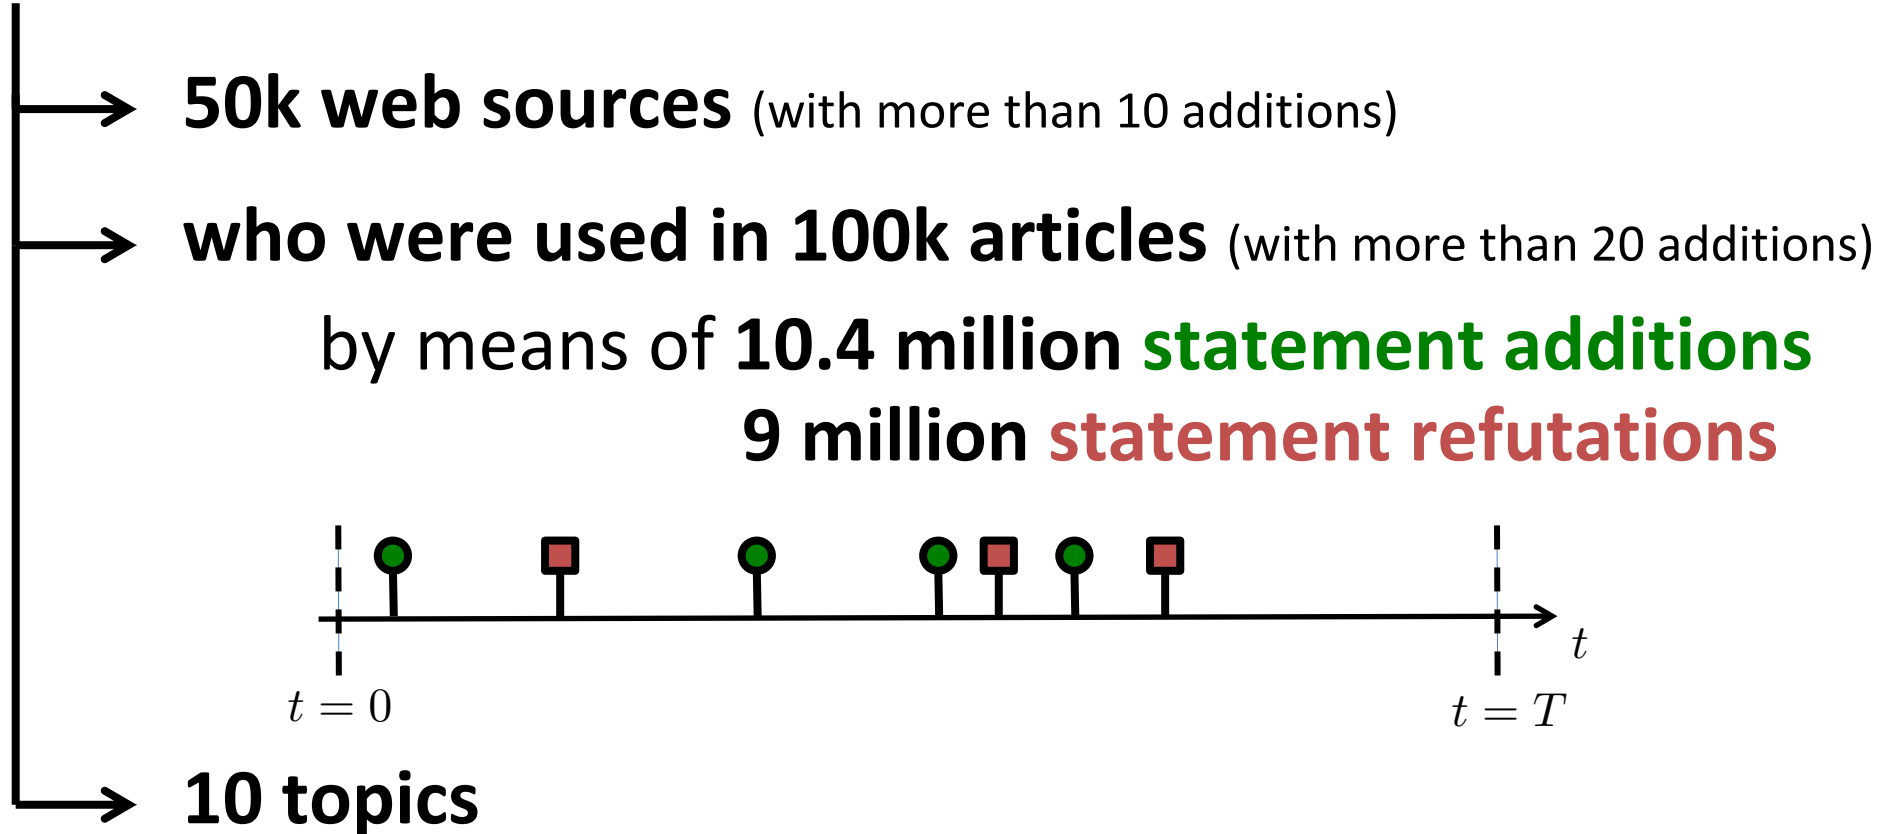 50k web sources (with more than 10 additions)
who were used in 100k articles (with more than 20 additions)
by means of 10.4 million statement additions
9 million statement refutations
t
t = 0
t = T
10 topics